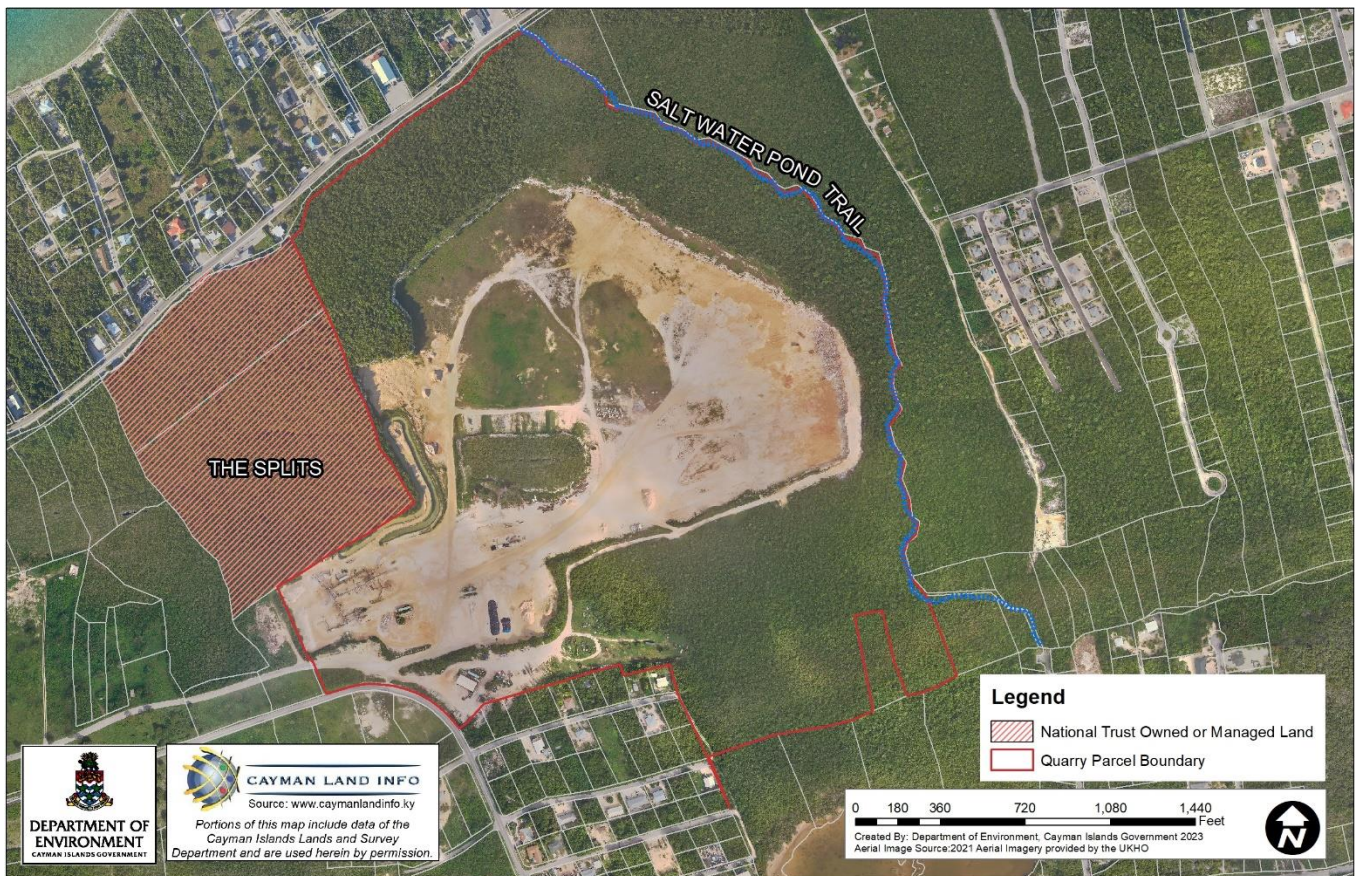 SALT WATER POND TRAIL
THE SPLITS
Legend
National Trust Owned or Managed Land
Quarry Parcel Boundary
DEPARTMENT OF
ENVIRONMENT
CAYMAN ISLANDS GOVERNMENT
CAYMAN LAND INFO
Source: www.caymanlandinfo.ky
Portions of this map include data of the
Cayman Islands Lands and Survey
Department and are used herein by permission.
0 180 360 720 1,080 1,440
Feet
Created By: Department of Environment, Cayman Islands Government 2023
Aerial Image Source:2021 Aerial Imagery provided by the UKHO
N